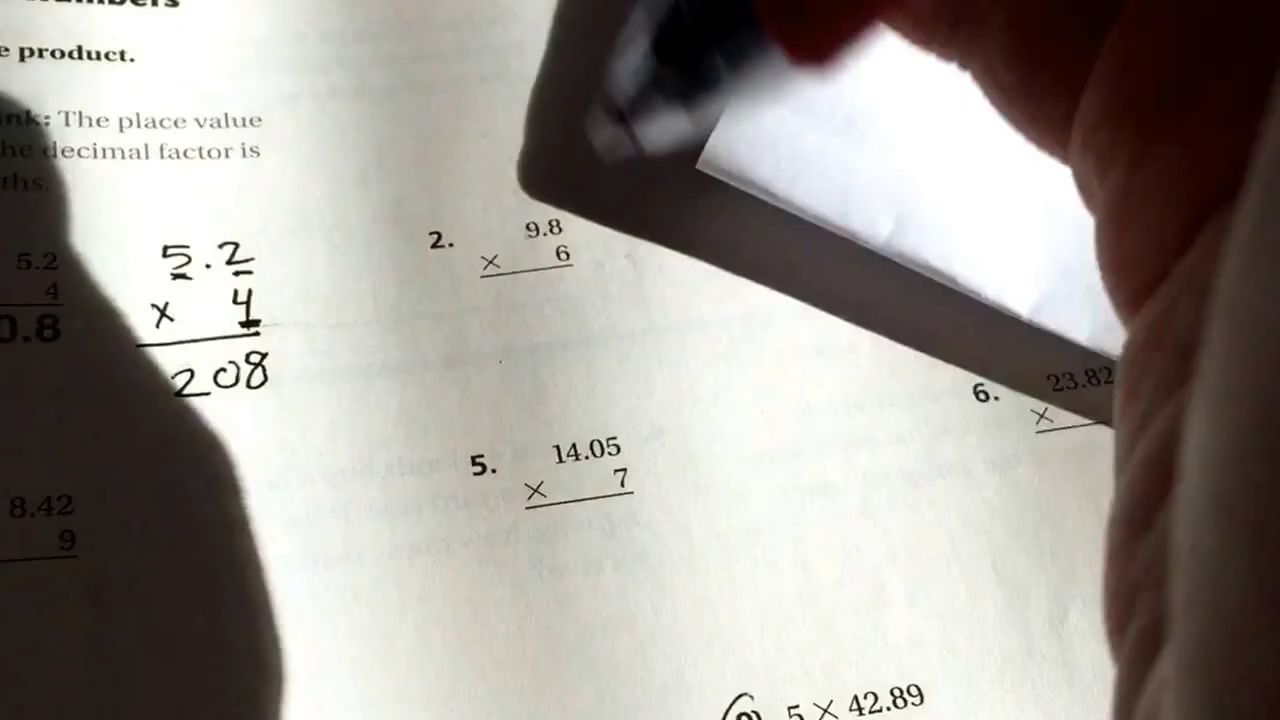 e product.
ink: The place value
he decimal factor is
ths.
5.2
4
0.8
5.2
× 4
208
2. 9.8
× 6
8.42
9
5. 14.05
× 7
6. 23.82
×
5 × 42.89